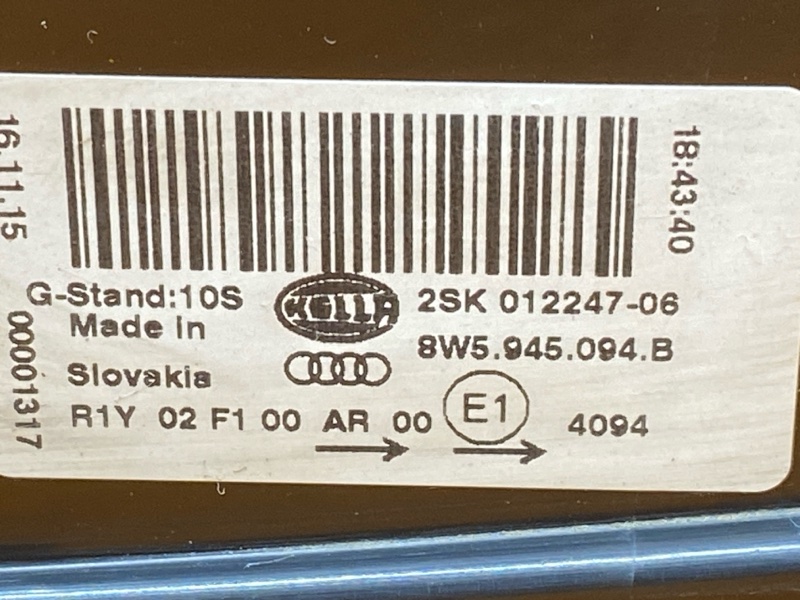 16.11.15
18:43:40
G-Stand:10S
HELLA
2SK 012247-06
Made in
8W5.945.094.B
Slovakia
R1Y 02 F1 00 AR 00 E1 4094
00001317